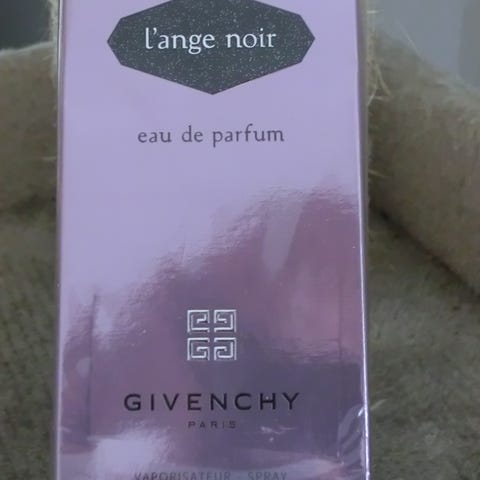 l'ange noir
eau de parfum
GIVENCHY
PARIS
VAPORISATEUR - SPRAY